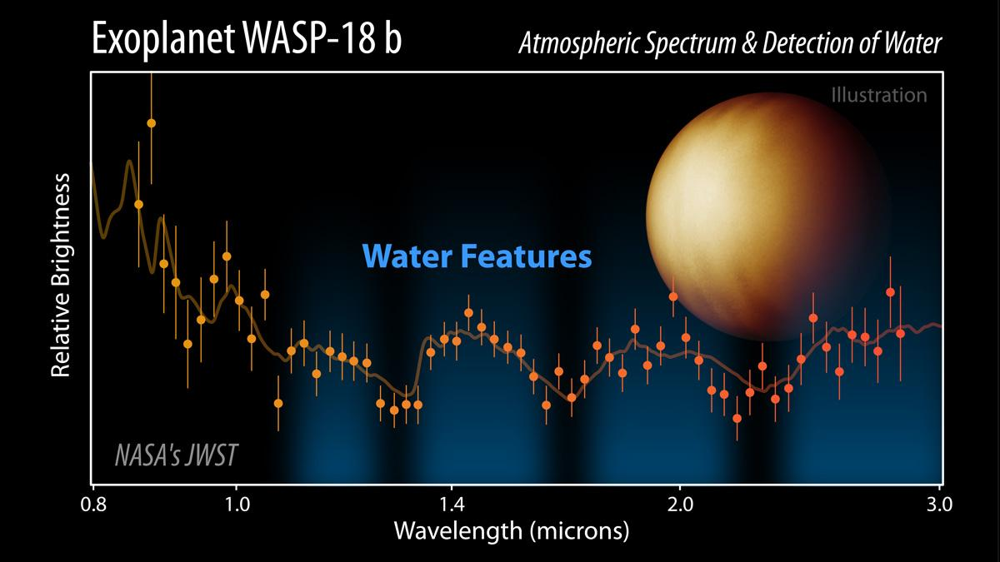 Exoplanet WASP-18 b
Atmospheric Spectrum & Detection of Water
Illustration
Relative Brightness
Water Features
NASA's JWST
0.8 1.0 1.4 2.0 3.0
Wavelength (microns)